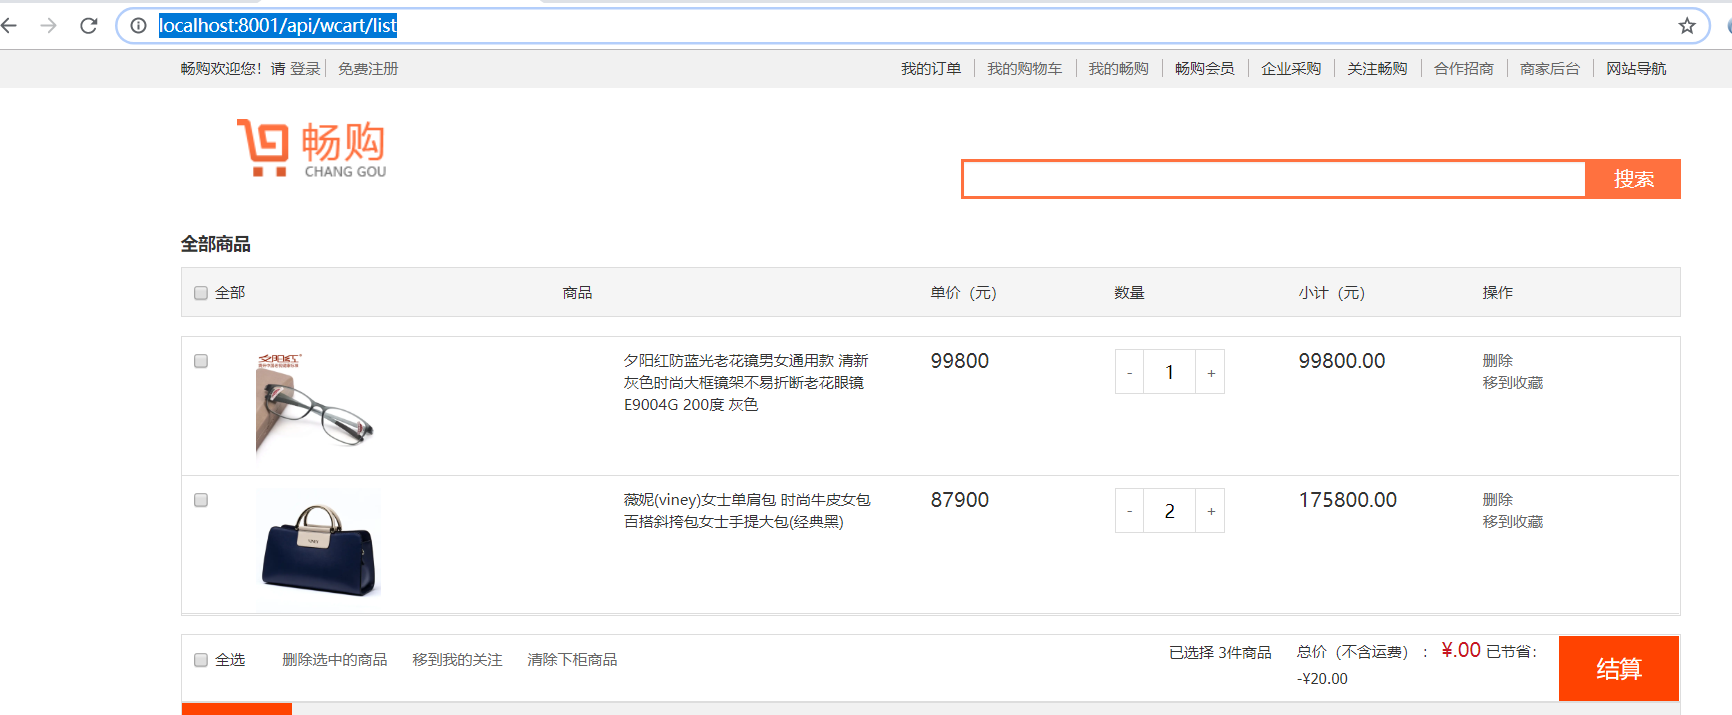 localhost:8001/api/wcart/list
畅购欢迎您！请 登录 免费注册 我的订单 我的购物车 我的畅购 畅购会员 企业采购 关注畅购 合作招商 商家后台 网站导航
畅购
CHANG GOU
搜索
全部商品
全部 商品 单价（元） 数量 小计（元） 操作
夕阳红
夕阳红防蓝光老花镜男女通用款 清新 99800 - 1 + 99800.00 删除
灰色时尚大框镜架不易折断老花眼镜 移到收藏
E9004G 200度 灰色
薇妮(viney)女士单肩包 时尚牛皮女包 87900 - 2 + 175800.00 删除
百搭斜挎包女士手提大包(经典黑) 移到收藏
全选 删除选中的商品 移到我的关注 清除下柜商品 已选择 3件商品 总价（不含运费） ： ¥.00 已节省： 结算
-¥20.00